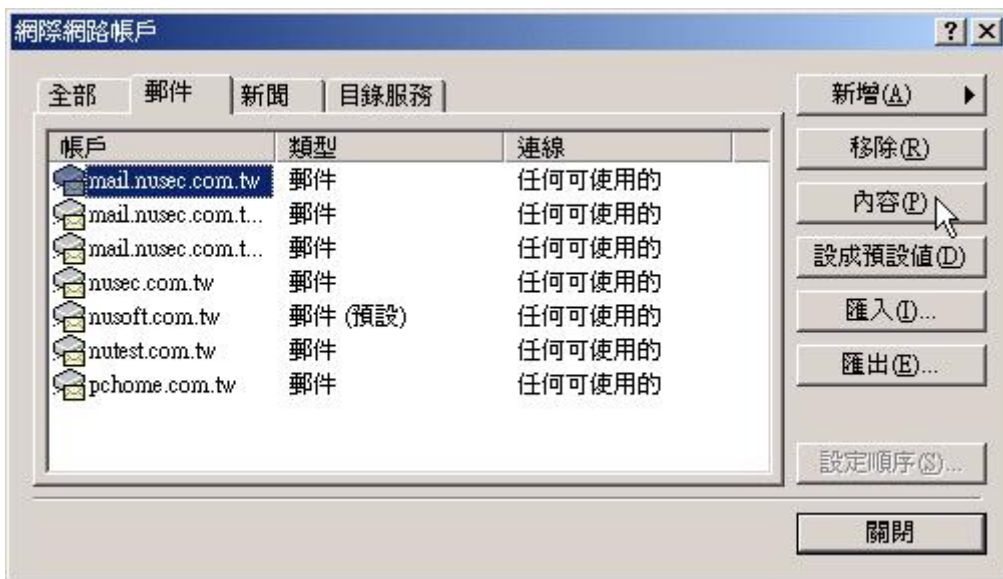 網際網路帳戶
全部 郵件 新聞 目錄服務
帳戶 類型 連線
mail.nusec.com.tw 郵件 任何可使用的
mail.nusec.com.t... 郵件 任何可使用的
mail.nusec.com.t... 郵件 任何可使用的
nusec.com.tw 郵件 任何可使用的
nusoft.com.tw 郵件 (預設) 任何可使用的
nutest.com.tw 郵件 任何可使用的
pchome.com.tw 郵件 任何可使用的
新增(A)
移除(R)
內容(P)
設成預設值(D)
匯入(I)...
匯出(E)...
設定順序(S)...
關閉